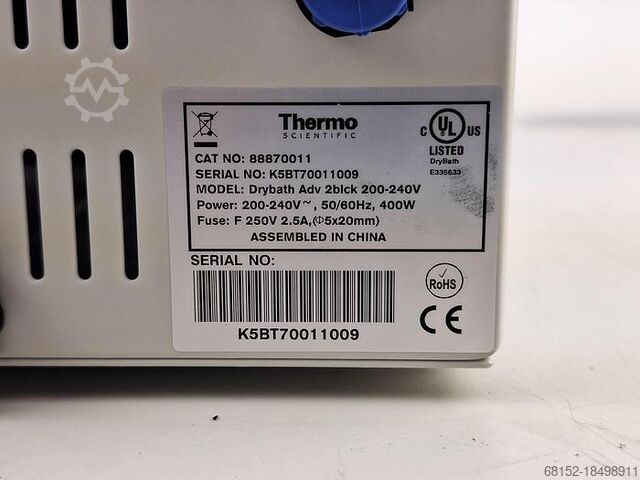 Thermo
SCIENTIFIC
C UL US
LISTED
DryBath
E335633
CAT NO: 88870011
SERIAL NO: K5BT70011009
MODEL: Drybath Adv 2blck 200-240V
Power: 200-240V~, 50/60Hz, 400W
Fuse: F 250V 2.5A,(Φ5x20mm)
ASSEMBLED IN CHINA
SERIAL NO:
RoHS
CE
K5BT70011009
68152-18498911